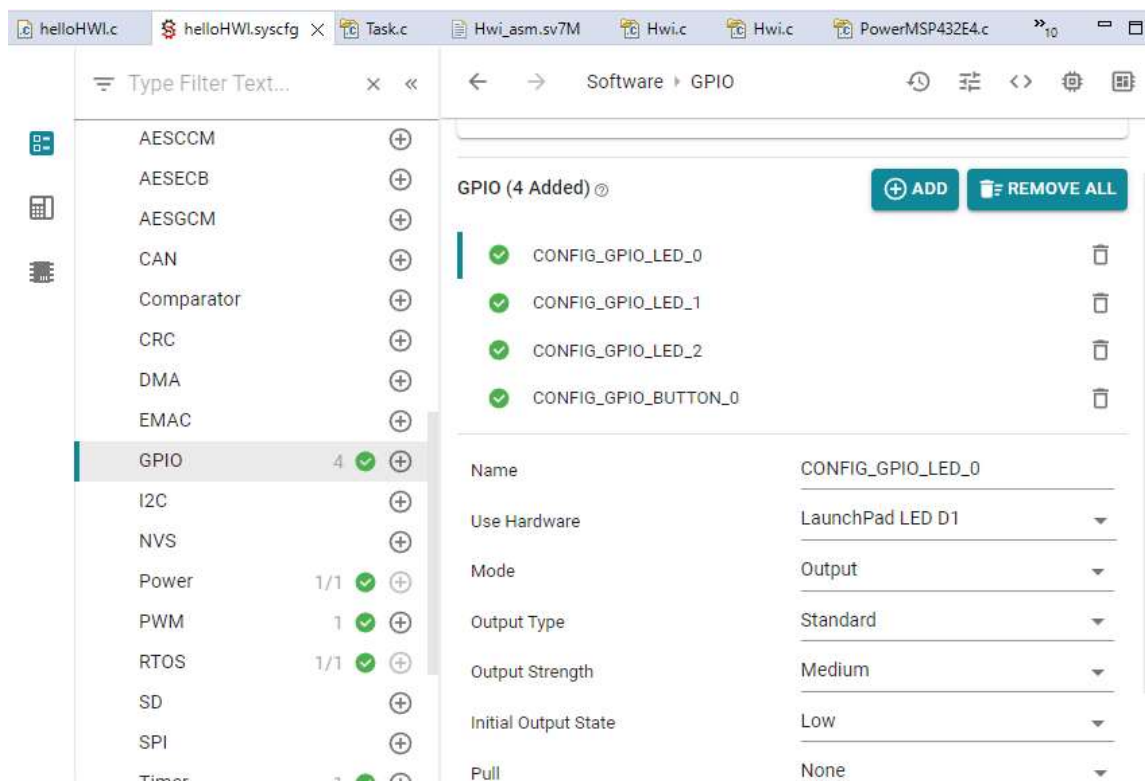 helloHWI.c helloHWI.syscfg Task.c Hwi_asm.sv7M Hwi.c Hwi.c PowerMSP432E4.c »10
Type Filter Text...
AESCCM
AESECB
AESGCM
CAN
Comparator
CRC
DMA
EMAC
GPIO 4
I2C
NVS
Power 1/1
PWM 1
RTOS 1/1
SD
SPI
Timer 1
Software GPIO
GPIO (4 Added) ADD REMOVE ALL
CONFIG_GPIO_LED_0
CONFIG_GPIO_LED_1
CONFIG_GPIO_LED_2
CONFIG_GPIO_BUTTON_0
Name CONFIG_GPIO_LED_0
Use Hardware LaunchPad LED D1
Mode Output
Output Type Standard
Output Strength Medium
Initial Output State Low
Pull None